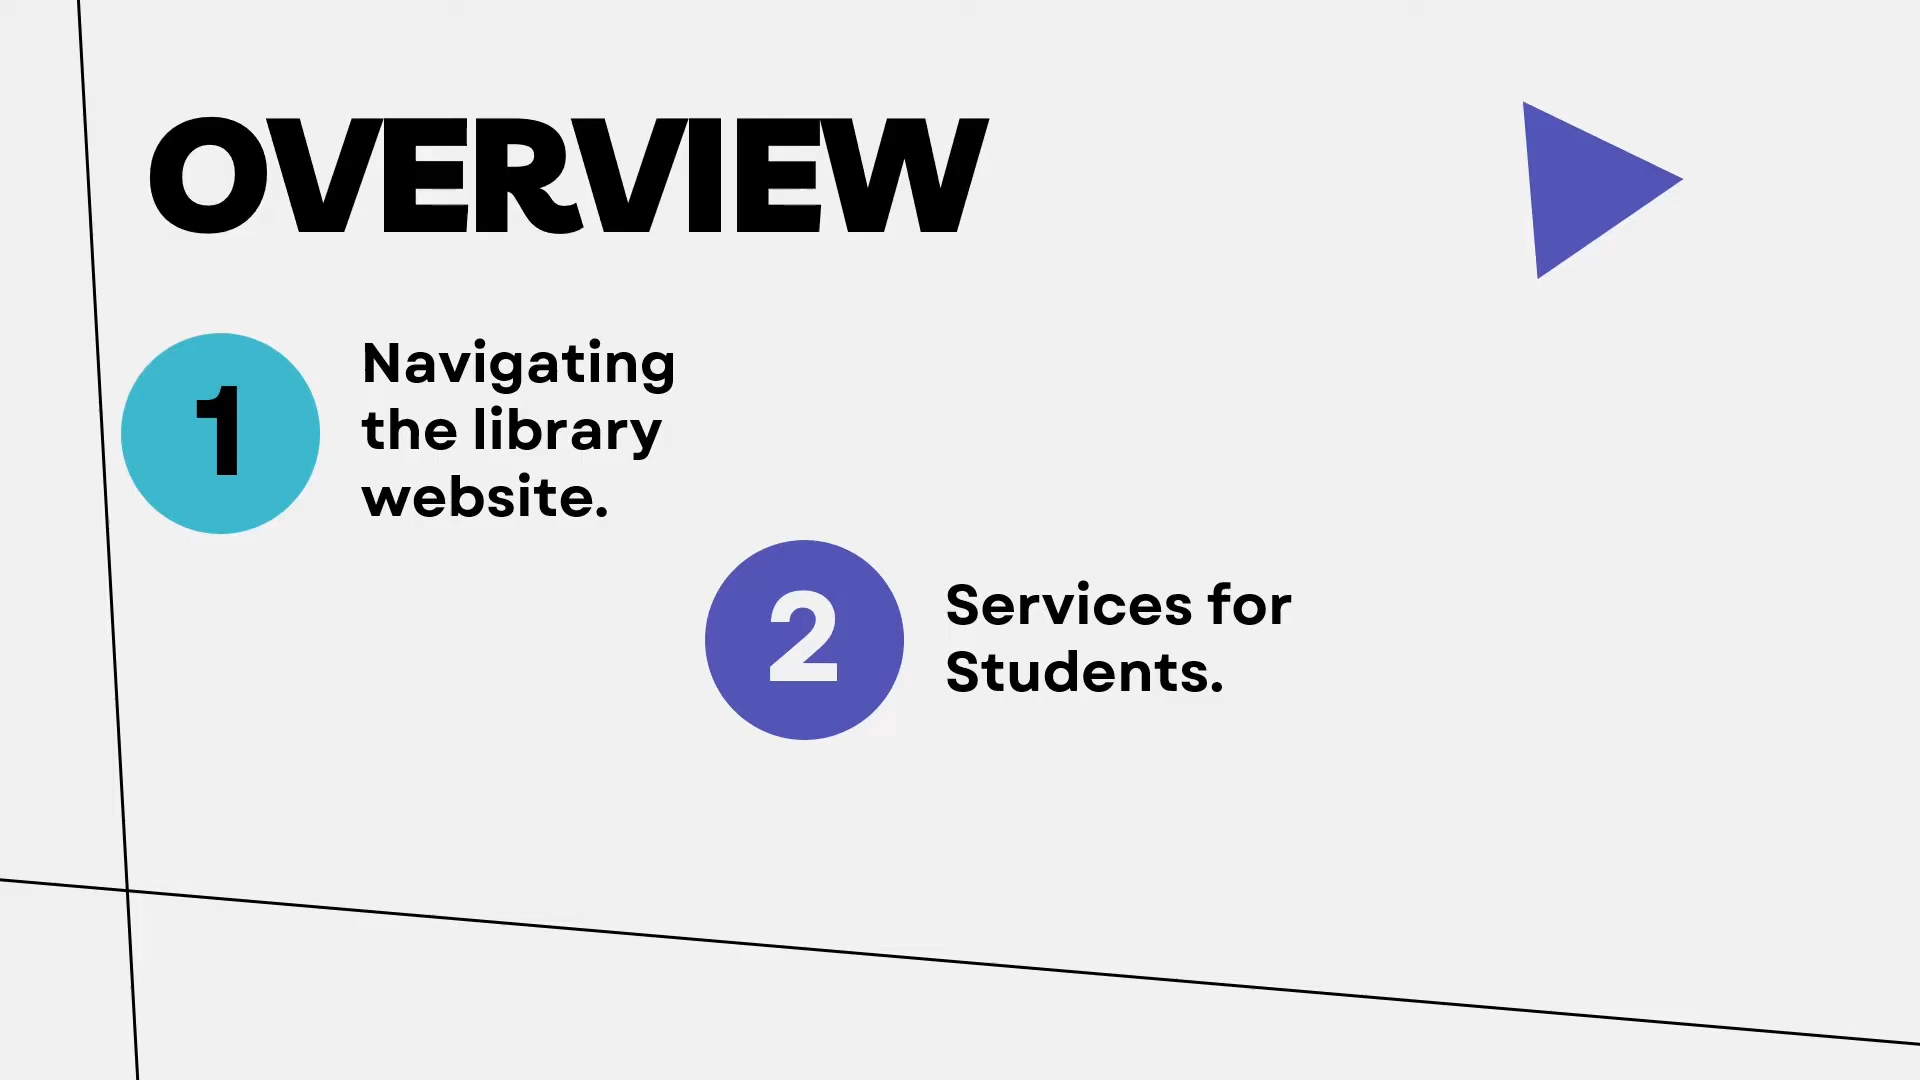 OVERVIEW
1
Navigating
the library
website.
2
Services for
Students.